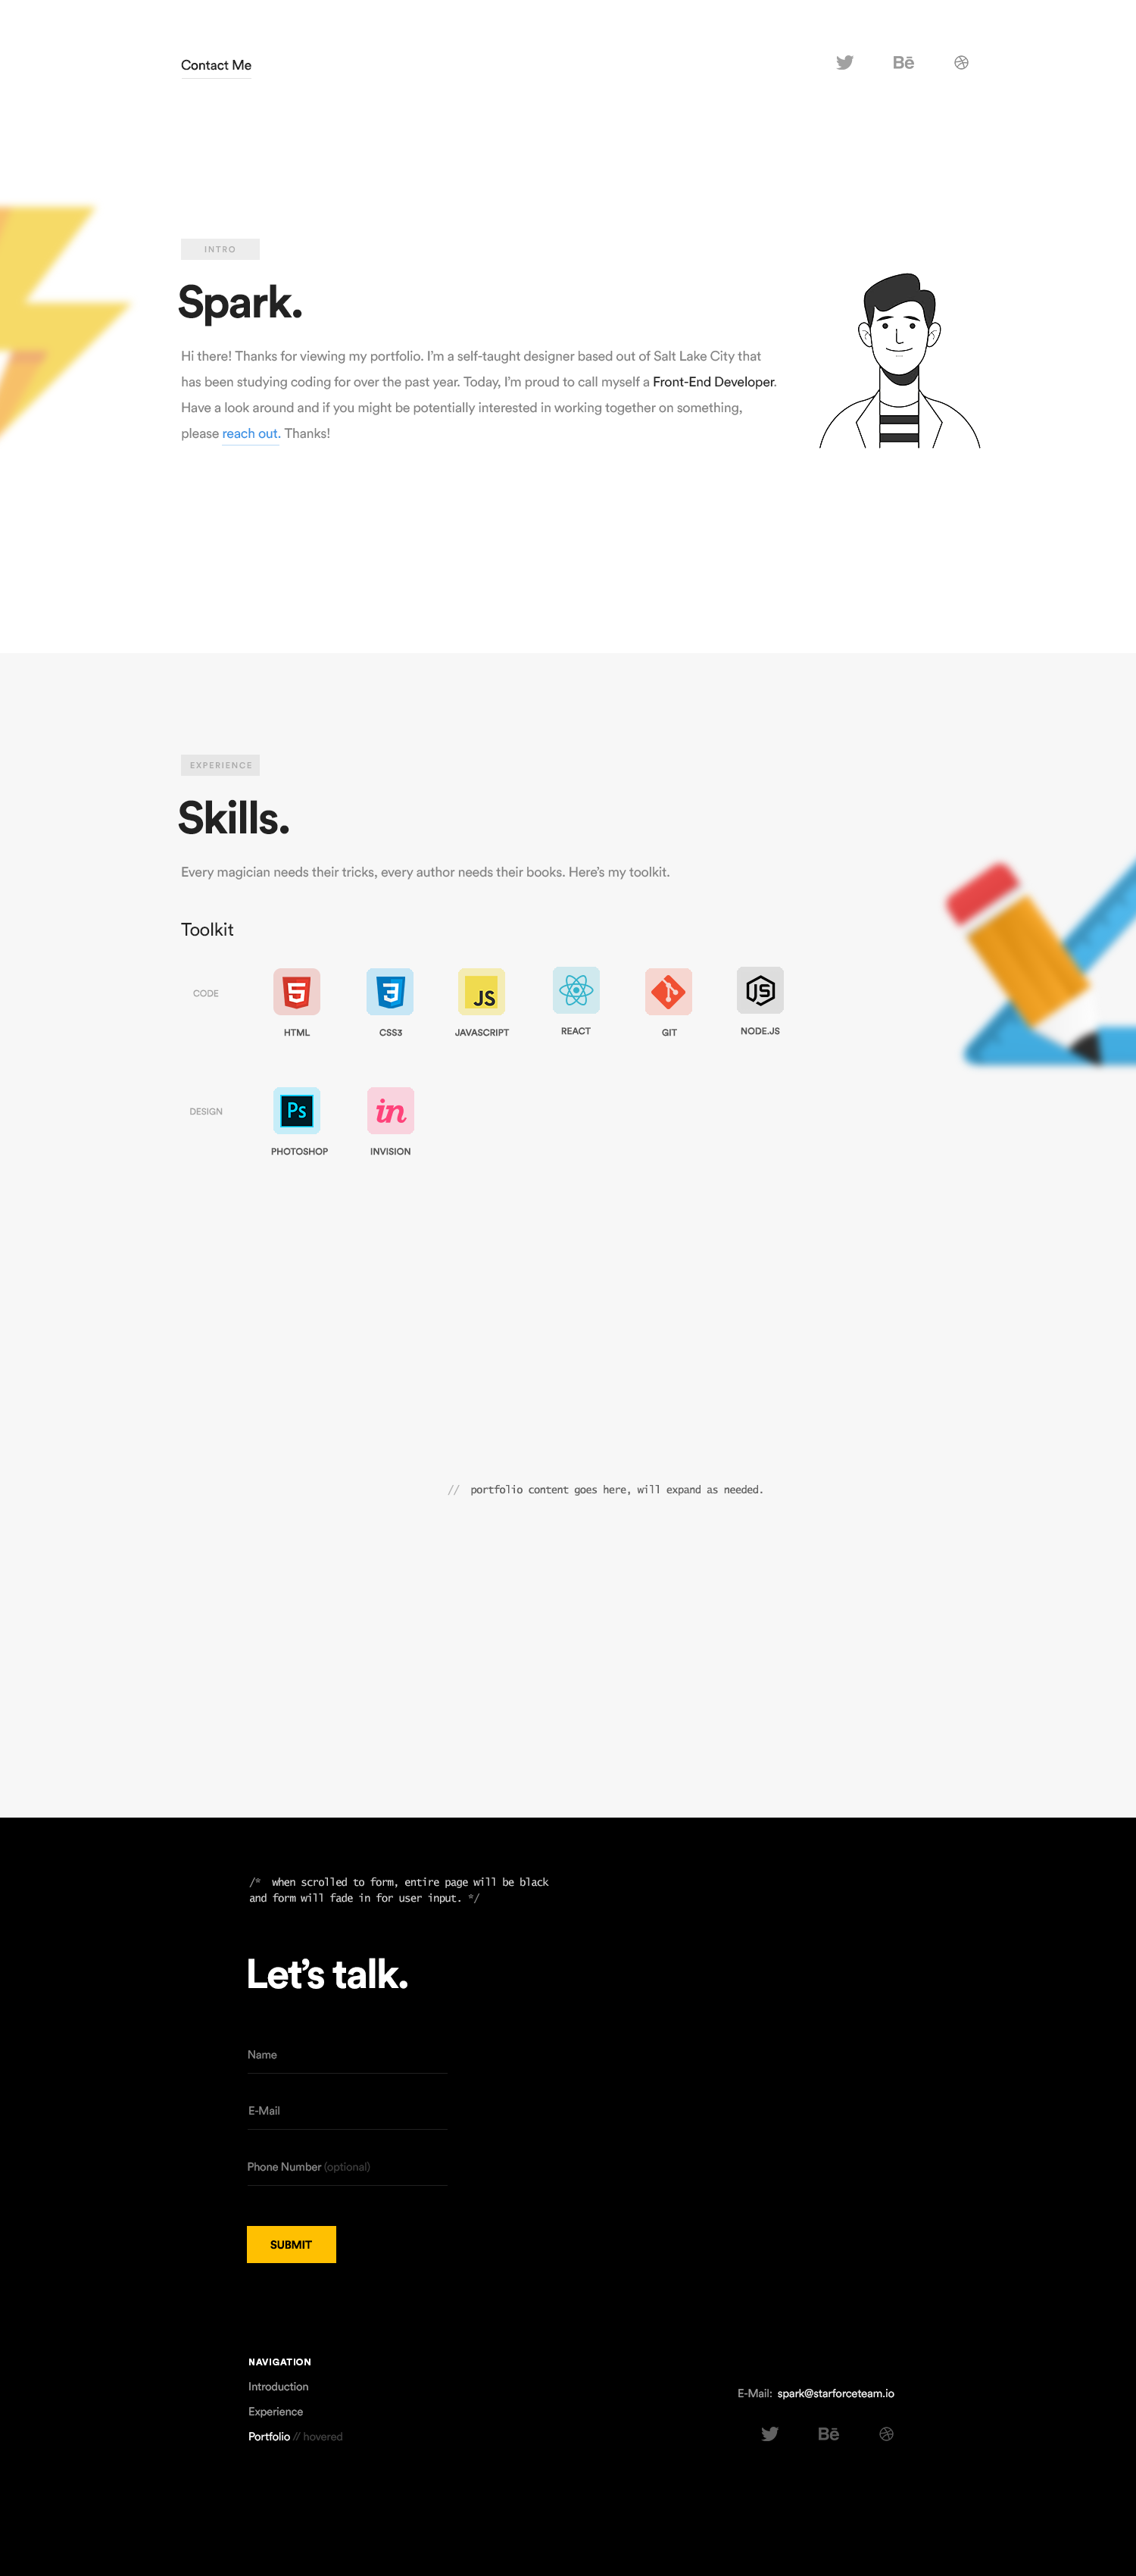 Contact Me
Bē
INTRO
Spark.
Hi there! Thanks for viewing my portfolio. I’m a self-taught designer based out of Salt Lake City that
has been studying coding for over the past year. Today, I’m proud to call myself a Front-End Developer.
Have a look around and if you might be potentially interested in working together on something,
please reach out. Thanks!
EXPERIENCE
Skills.
Every magician needs their tricks, every author needs their books. Here’s my toolkit.
Toolkit
CODE
5 3 JS JS
HTML CSS3 JAVASCRIPT REACT GIT NODE.JS
DESIGN
Ps in
PHOTOSHOP INVISION
// portfolio content goes here, will expand as needed.
/* when scrolled to form, entire page will be black
and form will fade in for user input. */
Let’s talk.
Name
E-Mail
Phone Number (optional)
SUBMIT
NAVIGATION
Introduction
Experience
Portfolio // hovered
E-Mail: spark@starforceteam.io
Bē